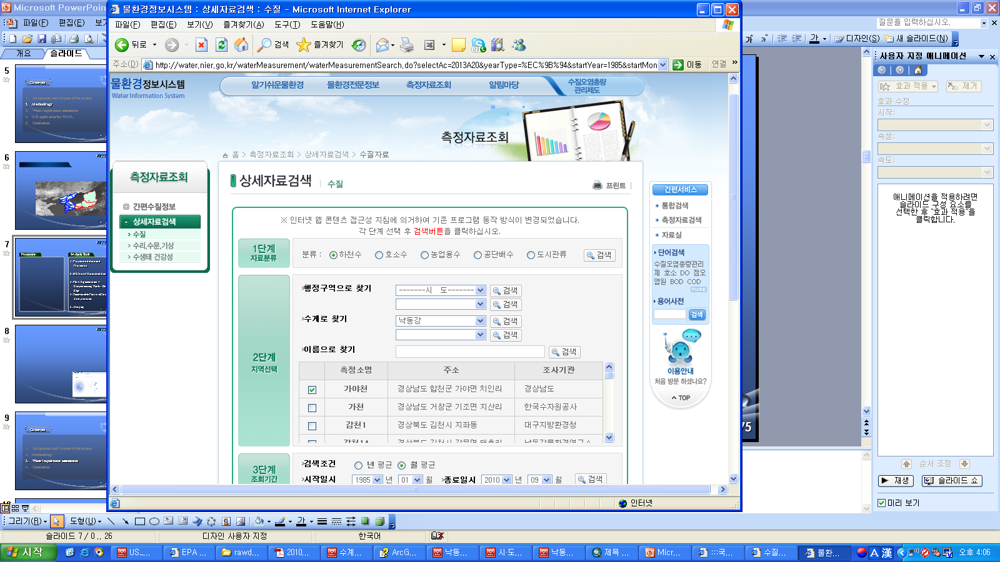 Microsoft PowerPoin
물환경정보시스템 : 상세자료검색 : 수질 - Microsoft Internet Explorer
파일(F) 편집(E) 보기
파일(F) 편집(E) 보기(V) 즐겨찾기(A) 도구(T) 도움말(H)
질문을 입력하십시오.
뒤로 검색 즐겨찾기
디자인(S) 새 슬라이드(N)
개요 슬라이드
주소(D) http://water.nier.go.kr/waterMeasurement/waterMeasurementSearch.do?selectAc=2013A20&yearType=%EC%9B%94&startYear=1985&startMon 이동 연결
물환경정보시스템
Water Information System
알기쉬운물환경 물환경전문정보 측정자료조회 알림마당 수질오염총량
관리제도
측정자료조회
홈 > 측정자료조회 > 상세자료검색 > 수질자료
측정자료조회
간편수질정보
상세자료검색
수질
수리,수문,기상
수생태 건강성
상세자료검색 수질
프린트
※ 인터넷 웹 콘텐츠 접근성 지침에 의거하여 기존 프로그램 동작 방식이 변경되었습니다.
각 단계 선택 후 검색버튼을 클릭하십시오.
1단계
자료분류
분류 : 하천수 호소수 농업용수 공단배수 도시관류 검색
2단계
지역선택
행정구역으로 찾기 -------시 도------- 검색
검색
수계로 찾기 낙동강 검색
검색
이름으로 찾기 검색
측정소명 주소 조사기관
가야천 경상남도 합천군 가야면 치인리 경상남도
가천 경상남도 거창군 가조면 지산리 한국수자원공사
감천1 경상북도 김천시 지좌동 대구지방환경청
3단계
조회기간
검색조건 년 평균 월 평균
시작일시 1985 년 01 월 종료일시 2010 년 09 월 검색
간편서비스
통합검색
측정자료검색
자료실
단어검색
수질오염총량관리
제 호소 DO 점오
염원 BOD COD
MORE
용어사전
검색
이용안내
처음 방문 하셨나요?
TOP
인터넷
사용자 지정 애니메이션
효과 적용 제거
효과 수정
시작:
속성:
속도:
애니메이션을 적용하려면
슬라이드 구성 요소를
선택한 후 "효과 적용"을
클릭합니다.
순서 조정
재생 슬라이드 쇼
미리 보기
5
6
7
8
9
75
그리기(R) 도형(U)
슬라이드 7 / 0 .. 26 디자인 사용자 지정 한국어
시작 US_... EPA ... rawd... 2010... 수계... ArcG... 낙동... 시·도... 낙동... 제목 ... Micr... :::국... 수질... 물환... A 漢 오후 4:06